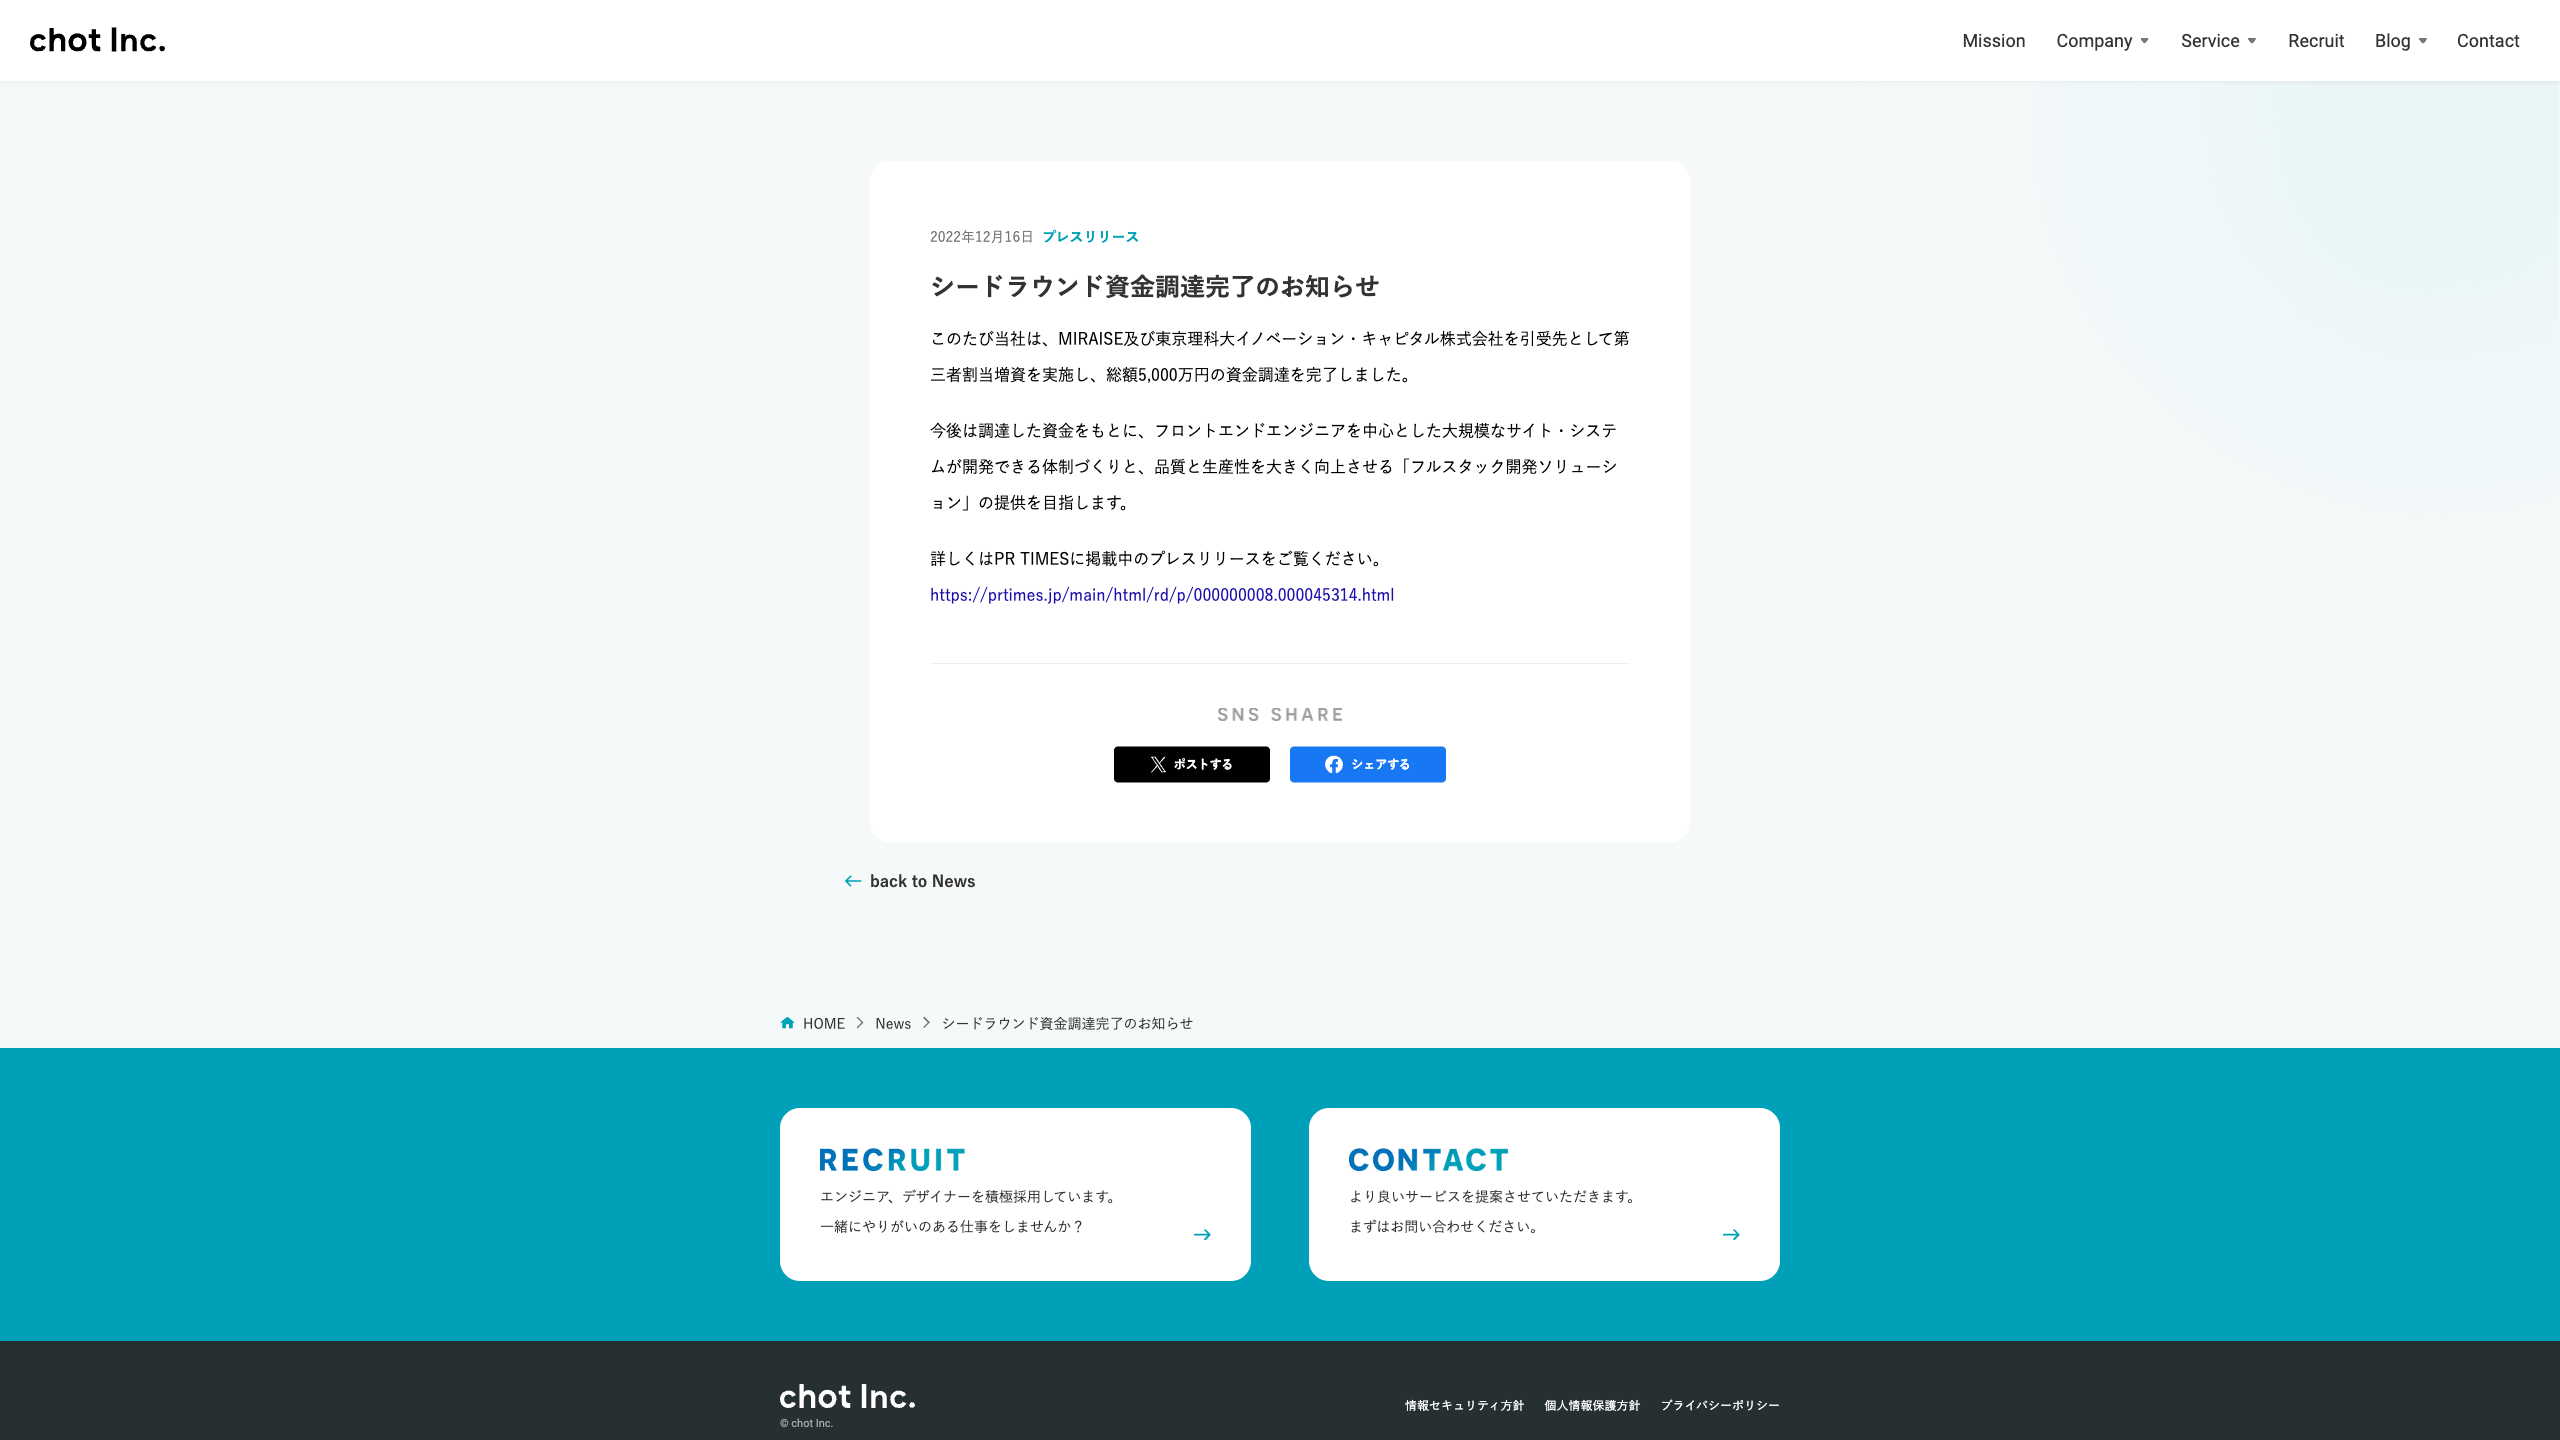 chot Inc.
Mission
Company
Service
Recruit
Blog
Contact
2022年12月16日 プレスリリース
シードラウンド資金調達完了のお知らせ
このたび当社は、MIRAISE及び東京理科大イノベーション・キャピタル株式会社を引受先として第
三者割当増資を実施し、総額5,000万円の資金調達を完了しました。
今後は調達した資金をもとに、フロントエンドエンジニアを中心とした大規模なサイト・システ
ムが開発できる体制づくりと、品質と生産性を大きく向上させる「フルスタック開発ソリューシ
ョン」の提供を目指します。
詳しくはPR TIMESに掲載中のプレスリリースをご覧ください。
https://prtimes.jp/main/html/rd/p/000000008.000045314.html
SNS SHARE
ポストする
シェアする
back to News
HOME
News
シードラウンド資金調達完了のお知らせ
RECRUIT
エンジニア、デザイナーを積極採用しています。
一緒にやりがいのある仕事をしませんか？
CONTACT
より良いサービスを提案させていただきます。
まずはお問い合わせください。
chot Inc.
© chot Inc.
情報セキュリティ方針
個人情報保護方針
プライバシーポリシー